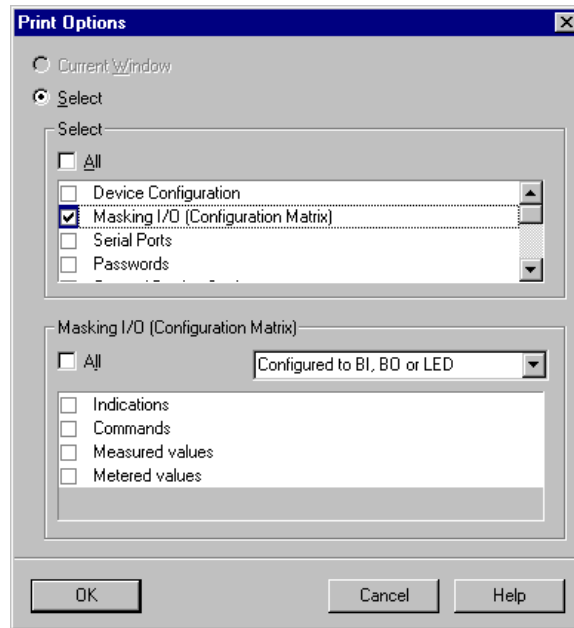 Print Options
Current Window
Select
Select
All
Device Configuration
Masking I/O (Configuration Matrix)
Serial Ports
Passwords
Masking I/O (Configuration Matrix)
All
Configured to BI, BO or LED
Indications
Commands
Measured values
Metered values
OK
Cancel
Help